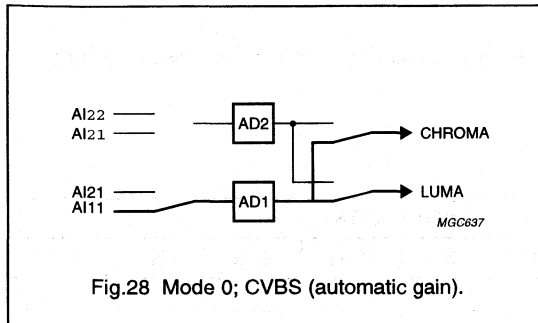 AI22
AI21
AD2
CHROMA
AI21
AI11
AD1
LUMA
MGC637
Fig.28 Mode 0; CVBS (automatic gain).